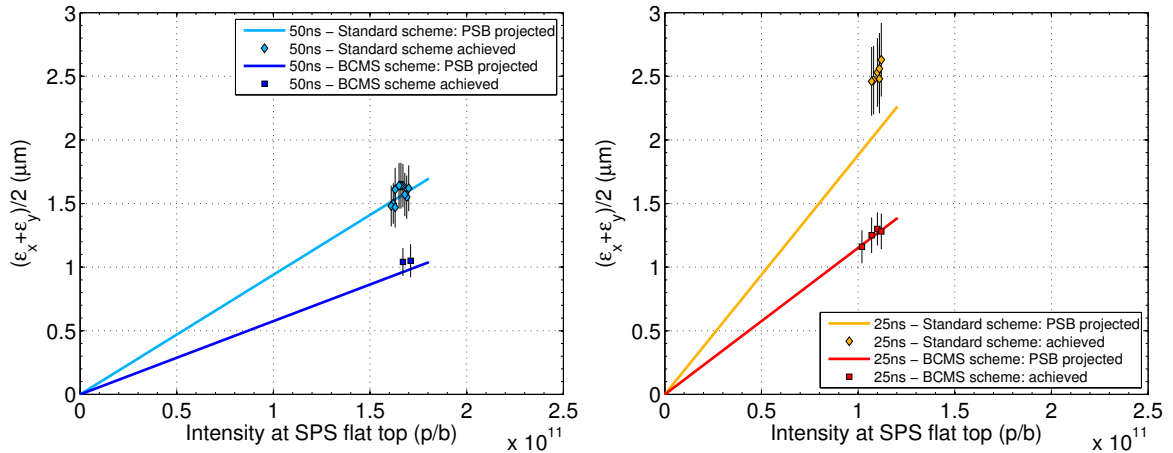 3
2.5
2
1.5
1
0.5
0
0
0.5
1
1.5
2
2.5
x 10^11
(ε_x+ε_y)/2 (μm)
Intensity at SPS flat top (p/b)
50ns − Standard scheme: PSB projected
50ns − Standard scheme achieved
50ns − BCMS scheme: PSB projected
50ns − BCMS scheme achieved
3
2.5
2
1.5
1
0.5
0
0
0.5
1
1.5
2
2.5
x 10^11
(ε_x+ε_y)/2 (μm)
Intensity at SPS flat top (p/b)
25ns − Standard scheme: PSB projected
25ns − Standard scheme: achieved
25ns − BCMS scheme: PSB projected
25ns − BCMS scheme: achieved